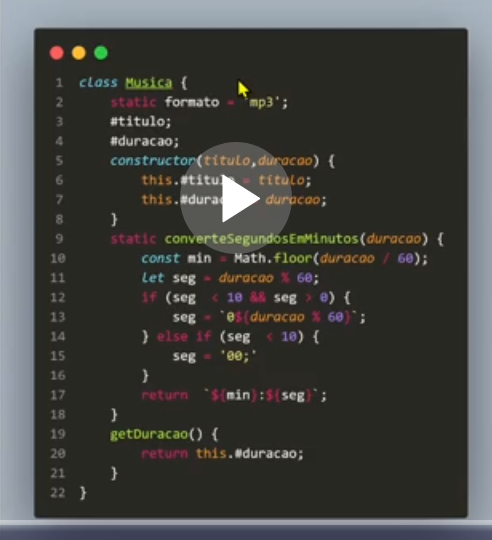 1 class Musica {
2 static formato = 'mp3';
3 #titulo;
4 #duracao;
5 constructor(titulo,duracao) {
6 this.#titulo = titulo;
7 duracao;
8 }
9 static converteSegundosEmMinutos(duracao) {
10 const min = Math.floor(duracao / 60);
11 let seg = duracao % 60;
12 if (seg < 10 && seg > 0) {
13 seg = `0${duracao % 60}`;
14 } else if (seg < 10) {
15 seg = '00;'
16 }
17 return `${min}:${seg}`;
18 }
19 getDuracao() {
20 return this.#duracao;
21 }
22 }